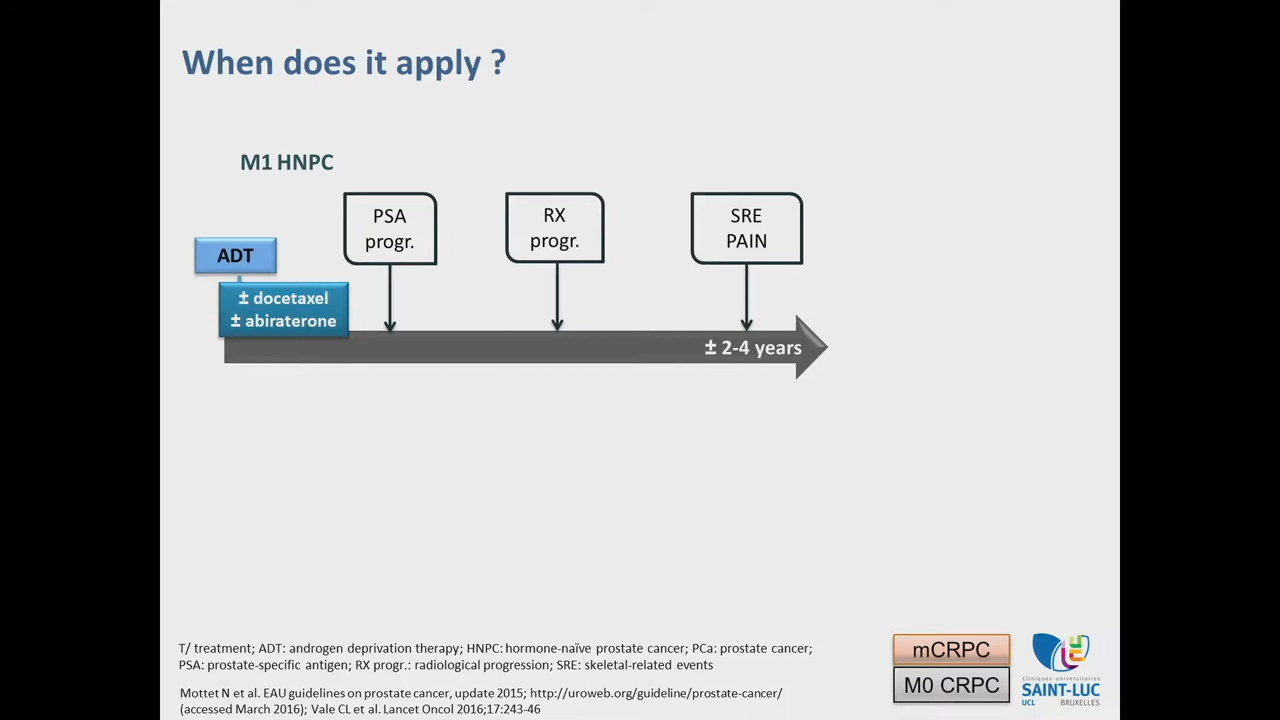 When does it apply ?
M1 HNPC
PSA
progr.
RX
progr.
SRE
PAIN
ADT
± docetaxel
± abiraterone
± 2-4 years
T/ treatment; ADT: androgen deprivation therapy; HNPC: hormone-naïve prostate cancer; PCa: prostate cancer;
PSA: prostate-specific antigen; RX progr.: radiological progression; SRE: skeletal-related events
Mottet N et al. EAU guideline on prostate cancer, update 2015; http://uroweb.org/guideline/prostate-cancer/
(accessed March 2016); Vale CL et al. Lancet Oncol 2016;17:243-46
mCRPC
M0 CRPC
Cliniques universitaires
SAINT-LUC
UCL BRUXELLES